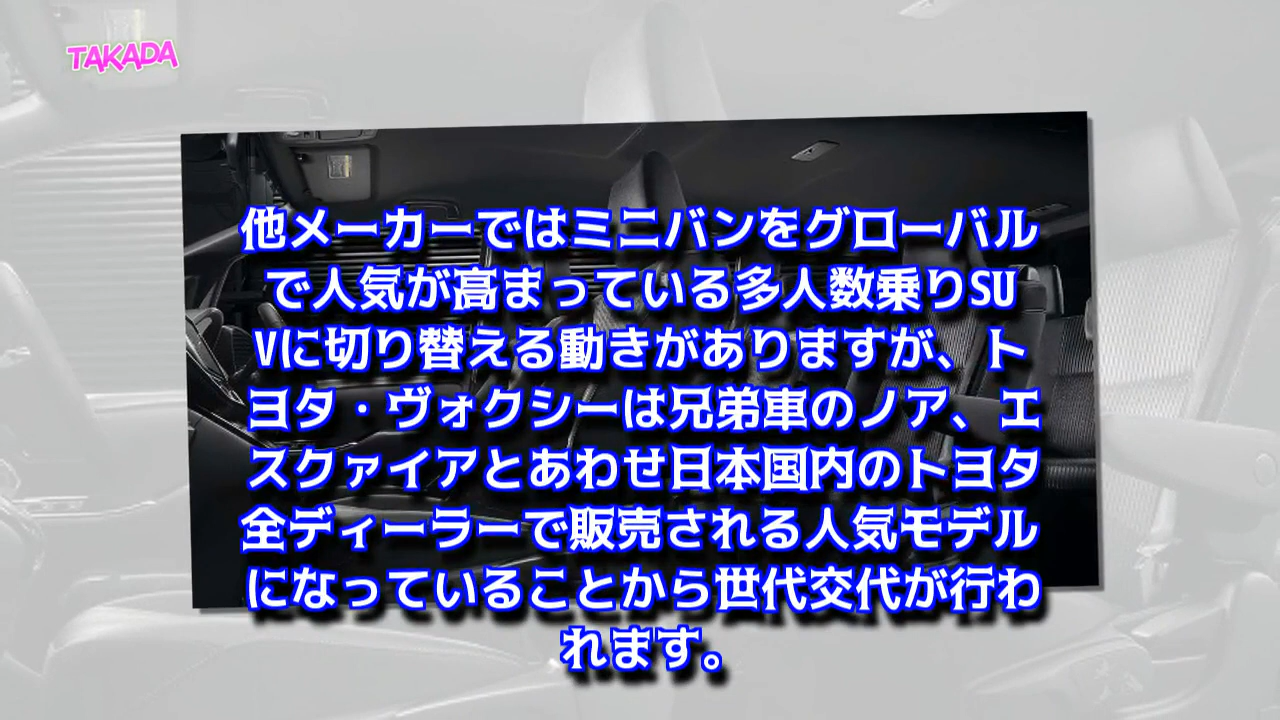 TAKADA
他メーカーではミニバンをグローバル
で人気が高まっている多人数乗りSU
Vに切り替える動きがありますが、ト
ヨタ・ヴォクシーは兄弟車のノア、エ
スクァイアとあわせ日本国内のトヨタ
全ディーラーで販売される人気モデル
になっていることから世代交代が行わ
れます。